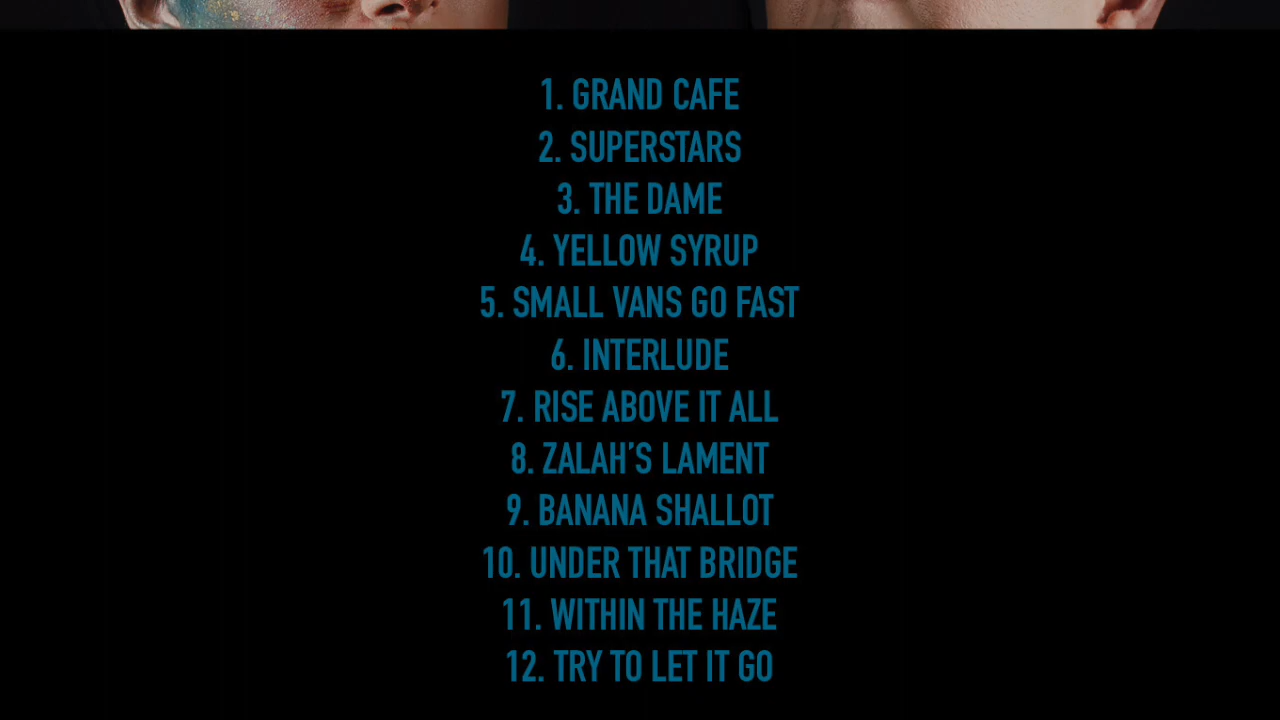 1. GRAND CAFE
2. SUPERSTARS
3. THE DAME
4. YELLOW SYRUP
5. SMALL VANS GO FAST
6. INTERLUDE
7. RISE ABOVE IT ALL
8. ZALAH'S LAMENT
9. BANANA SHALLOT
10. UNDER THAT BRIDGE
11. WITHIN THE HAZE
12. TRY TO LET IT GO